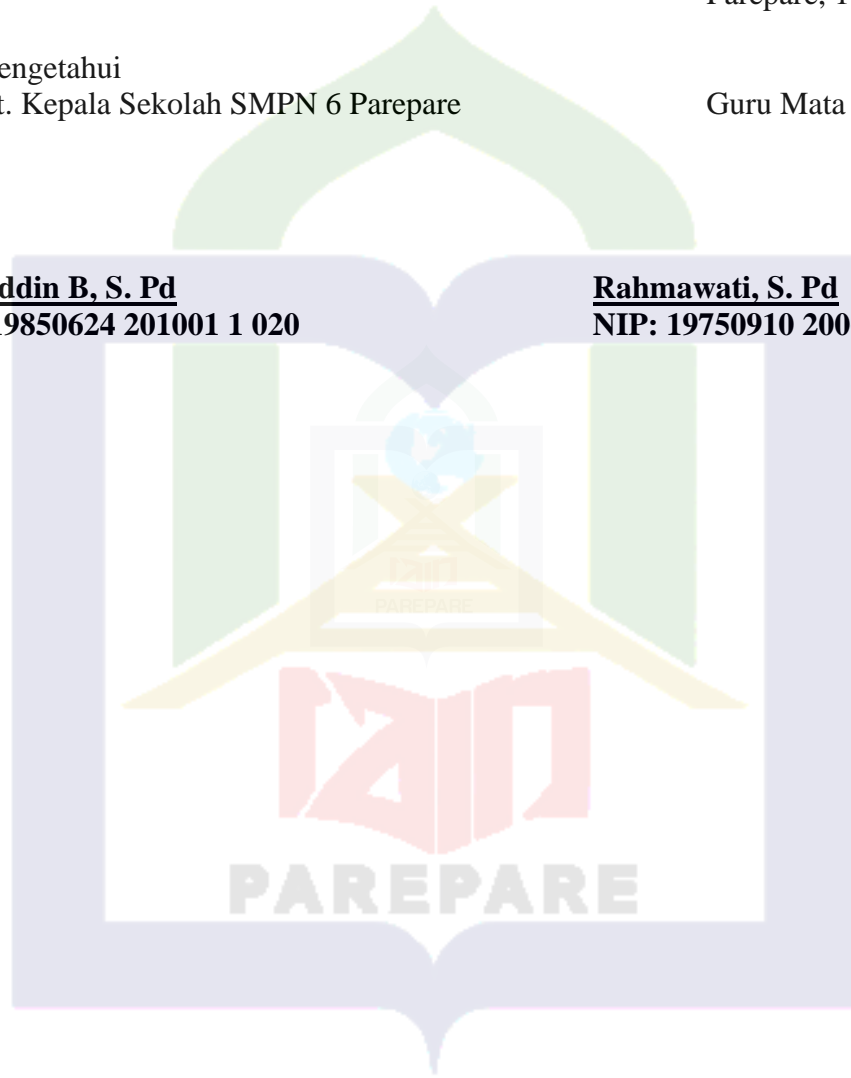 Parepare, 1
engetahui
t. Kepala Sekolah SMPN 6 Parepare Guru Mata
ddin B, S. Pd Rahmawati, S. Pd
19850624 201001 1 020 NIP: 19750910 200
PAREPARE
PAREPARE